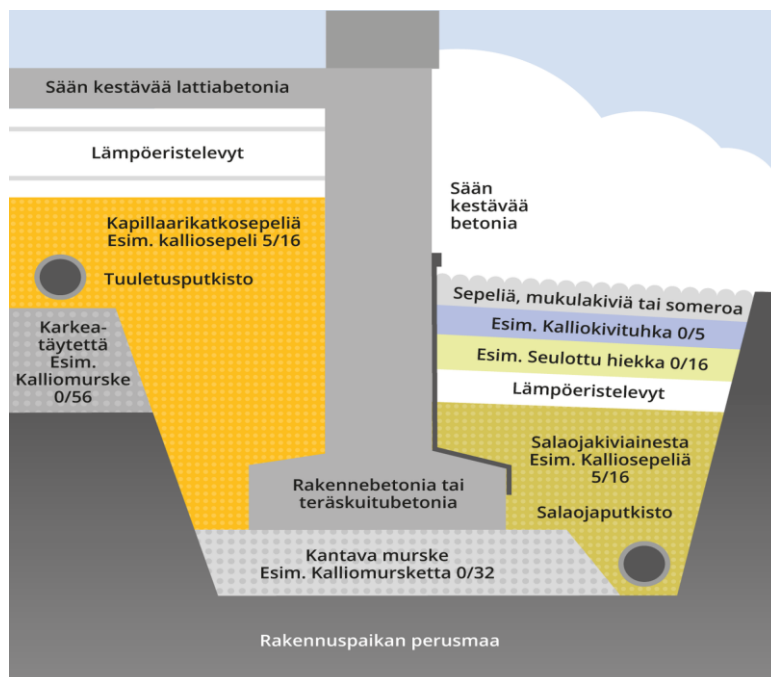 Sään kestävää lattiabetonia
Lämpöeristelevyt
Kapillaarikatkosepeliä
Esim. kalliosepeli 5/16
Tuuletusputkisto
Karkea-
täytettä
Esim.
Kalliomurske
0/56
Sään
kestävää
betonia
Sepeliä, mukulakiviä tai someroa
Esim. Kalliokivituhka 0/5
Esim. Seulottu hiekka 0/16
Lämpöeristelevyt
Salaojakiviainesta
Esim. Kalliosepeliä
5/16
Salaojaputkisto
Rakennebetonia tai
teräskuitubetonia
Kantava murske
Esim. Kalliomursketta 0/32
Rakennuspaikan perusmaa